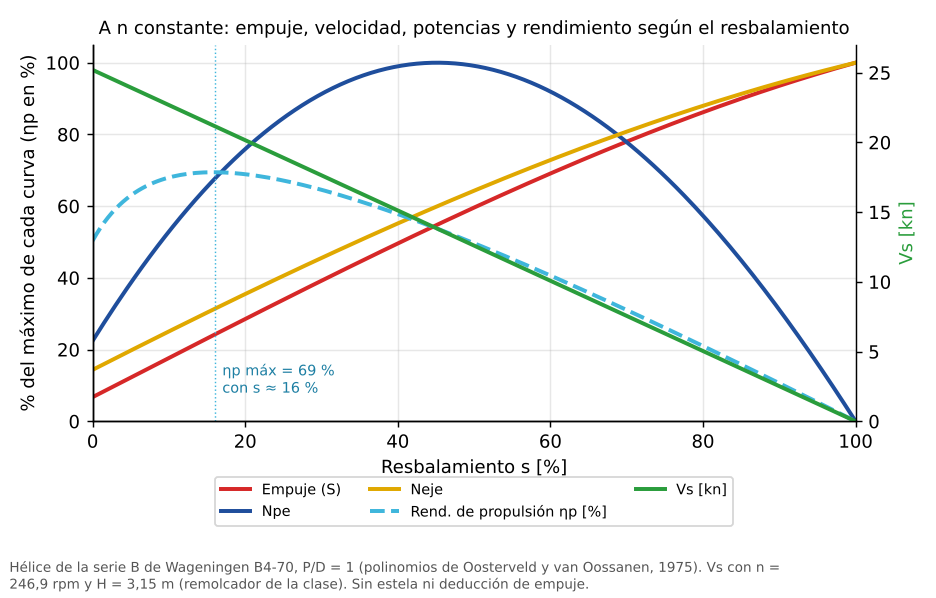 A n constante: empuje, velocidad, potencias y rendimiento según el resbalamiento
% del máximo de cada curva (ηp en %)
100
80
60
40
20
0
25
20
15
10
5
0
Vs [kn]
ηp máx = 69 %
con s ≈ 16 %
0 20 40 60 80 100
Resbalamiento s [%]
Empuje (S) Neje Vs [kn]
Npe Rend. de propulsión ηp [%]
Hélice de la serie B de Wageningen B4-70, P/D = 1 (polinomios de Oosterveld y van Oossanen, 1975). Vs con n =
246,9 rpm y H = 3,15 m (remolcador de la clase). Sin estela ni deducción de empuje.